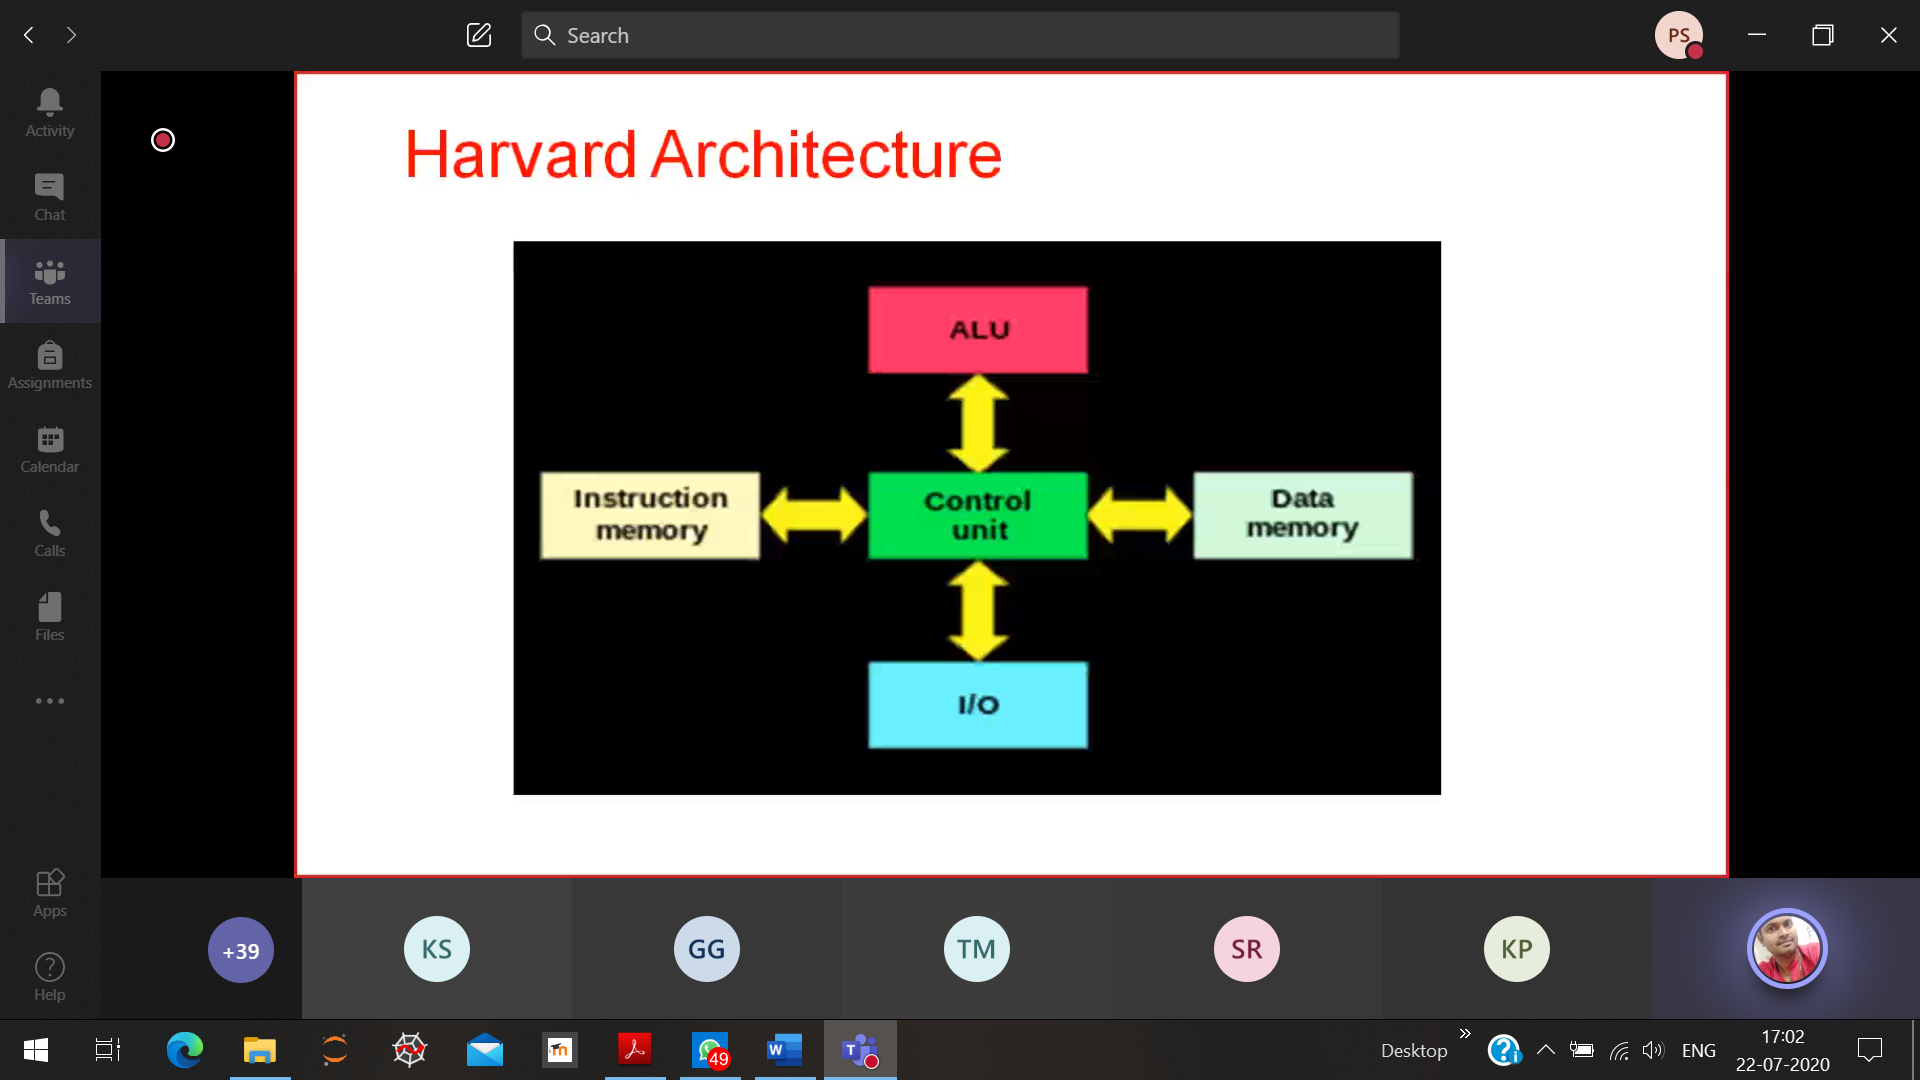 Search
PS
Activity
Chat
Teams
Assignments
Calendar
Calls
Files
Apps
Help
Harvard Architecture
ALU
Instruction
memory
Control
unit
Data
memory
I/O
+39
KS
GG
TM
SR
KP
m
49
W
T
Desktop
ENG
17:02
22-07-2020